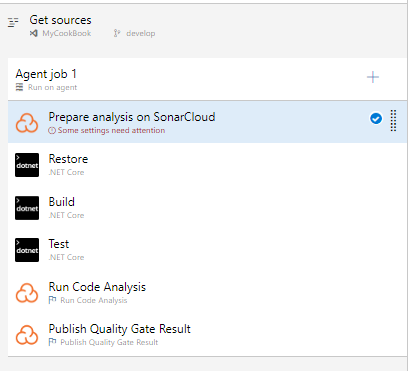 Get sources
MyCookBook develop
Agent job 1
Run on agent
Prepare analysis on SonarCloud
Some settings need attention
dotnet Restore
.NET Core
dotnet Build
.NET Core
dotnet Test
.NET Core
Run Code Analysis
Run Code Analysis
Publish Quality Gate Result
Publish Quality Gate Result